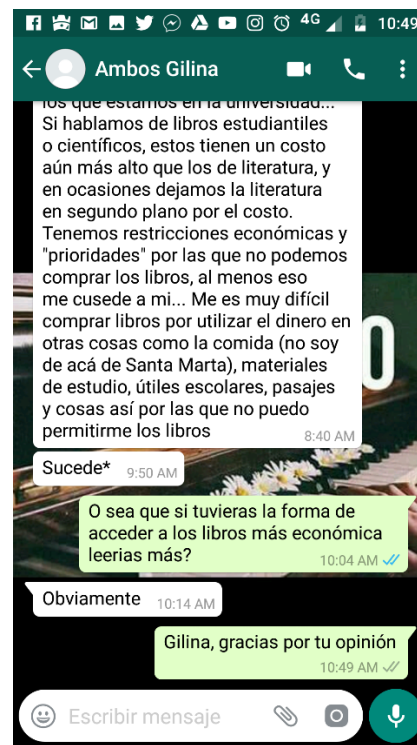 4G 10:49
Ambos Gilina
los que estamos en la universidad...
Si hablamos de libros estudiantiles
o científicos, estos tienen un costo
aún más alto que los de literatura, y
en ocasiones dejamos la literatura
en segundo plano por el costo.
Tenemos restricciones económicas y
"prioridades" por las que no podemos
comprar los libros, al menos eso
me cusede a mi... Me es muy difícil
comprar libros por utilizar el dinero en
otras cosas como la comida (no soy
de acá de Santa Marta), materiales
de estudio, útiles escolares, pasajes
y cosas así por las que no puedo
permitirme los libros
8:40 AM
Sucede* 9:50 AM
O sea que si tuvieras la forma de
acceder a los libros más económica
leerias más?
10:04 AM
Obviamente 10:14 AM
Gilina, gracias por tu opinión
10:49 AM
Escribir mensaje